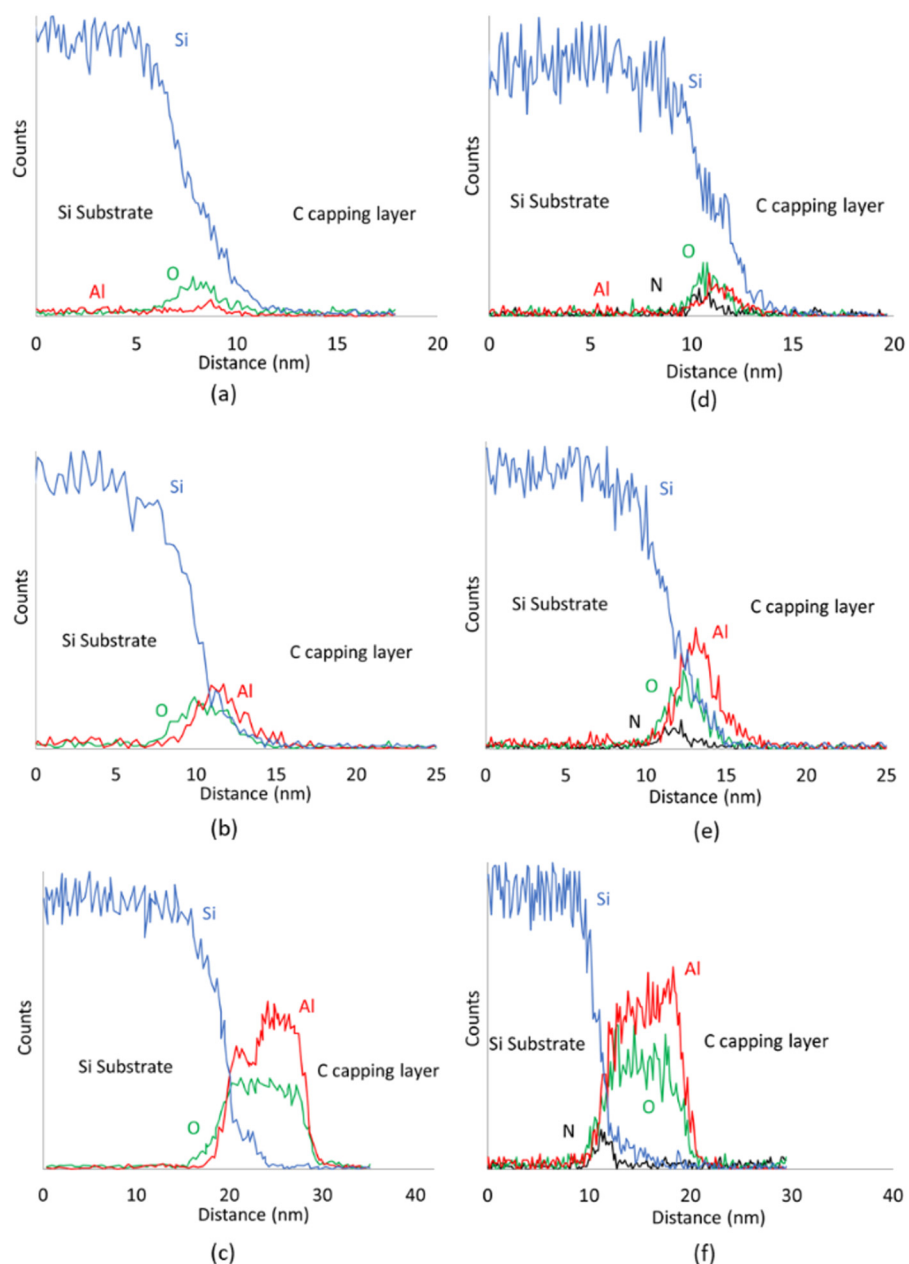 Si
Counts
Si Substrate
C capping layer
O
Al
0 5 10 15 20
Distance (nm)
(a)
Si
Counts
Si Substrate
C capping layer
O
N
Al
0 5 10 15 20
Distance (nm)
(d)
Si
Counts
Si Substrate
C capping layer
O
Al
0 5 10 15 20 25
Distance (nm)
(b)
Si
Counts
Si Substrate
C capping layer
Al
O
N
0 5 10 15 20 25
Distance (nm)
(e)
Si
Counts
Al
Si Substrate
C capping layer
O
0 10 20 30 40
Distance (nm)
(c)
Si
Counts
Al
Si Substrate
C capping layer
N
O
0 10 20 30 40
Distance (nm)
(f)